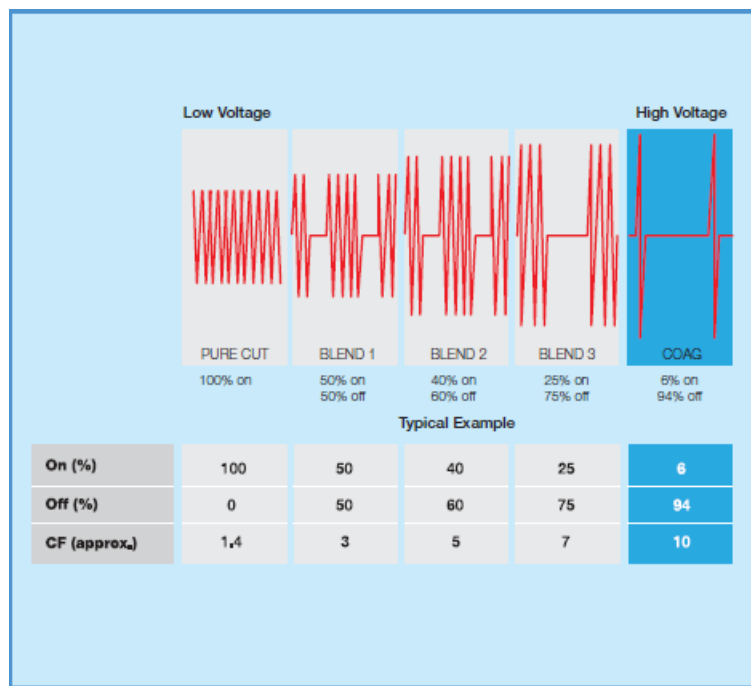 Low Voltage High Voltage
PURE CUT BLEND 1 BLEND 2 BLEND 3 COAG
100% on 50% on 40% on 25% on 6% on
50% off 60% off 75% off 94% off
Typical Example
On (%) 100 50 40 25 6
Off (%) 0 50 60 75 94
CF (approx.) 1.4 3 5 7 10